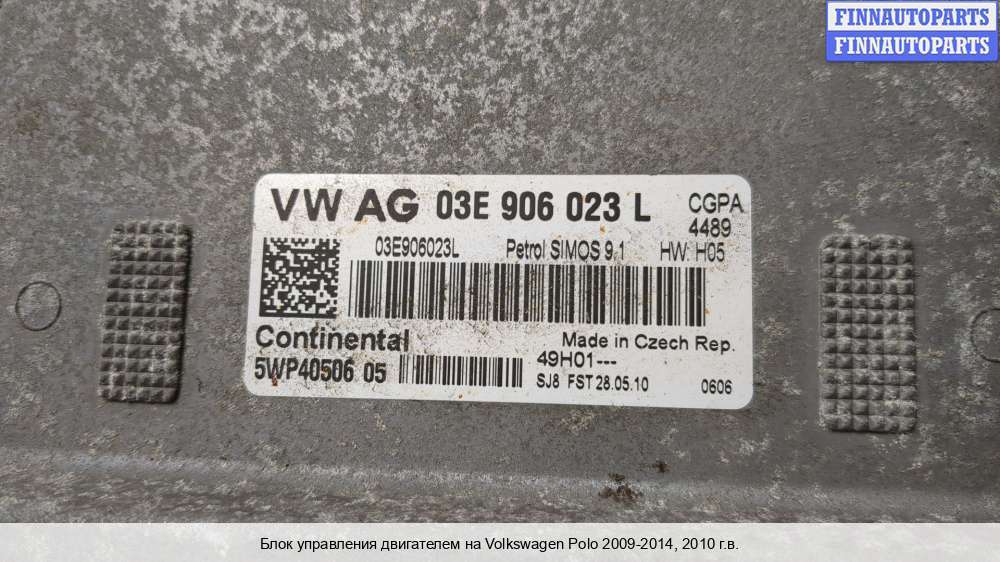 FINNAUTOPARTS
FINNAUTOPARTS
VW AG 03E 906 023 L CGPA
4489
03E906023L Petrol SIMOS 9.1 HW: H05
Continental Made in Czech Rep.
5WP40506 05 49H01---
SJ8 FST 28.05.10 0606
Блок управления двигателем на Volkswagen Polo 2009-2014, 2010 г.в.